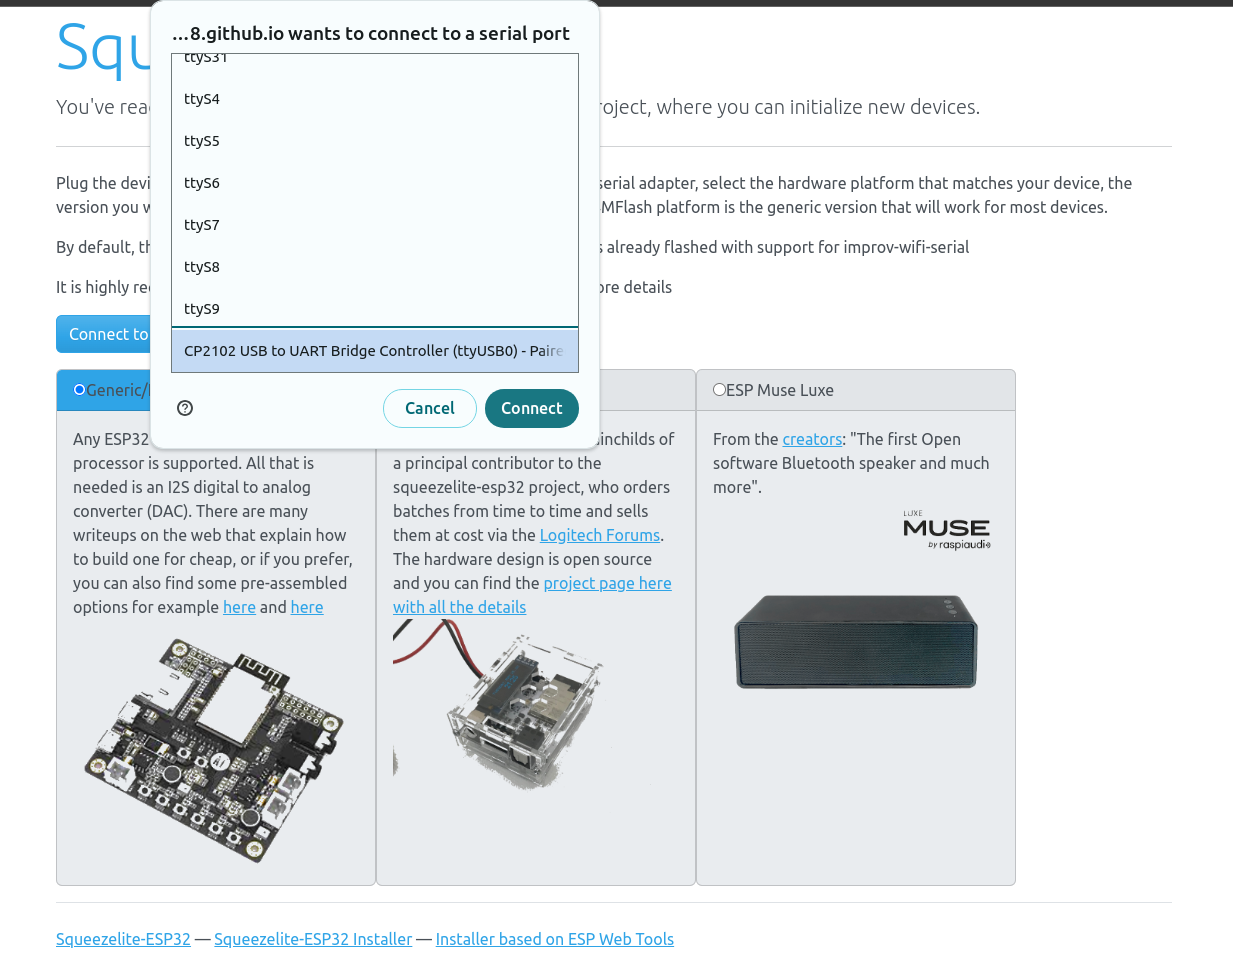 Squ
...8.github.io wants to connect to a serial port
ttyS31
ttyS4
ttyS5
ttyS6
ttyS7
ttyS8
ttyS9
CP2102 USB to UART Bridge Controller (ttyUSB0) - Paire
Cancel
Connect
You've rea
roject, where you can initialize new devices.
Plug the devi
serial adapter, select the hardware platform that matches your device, the
version you w
MFlash platform is the generic version that will work for most devices.
By default, th
s already flashed with support for improv-wifi-serial
It is highly rec
ore details
Connect to
Generic/
Any ESP32
processor is supported. All that is
needed is an I2S digital to analog
converter (DAC). There are many
writeups on the web that explain how
to build one for cheap, or if you prefer,
you can also find some pre-assembled
options for example here and here
inchilds of
a principal contributor to the
squeezelite-esp32 project, who orders
batches from time to time and sells
them at cost via the Logitech Forums.
The hardware design is open source
and you can find the project page here
with all the details
ESP Muse Luxe
From the creators: "The first Open
software Bluetooth speaker and much
more".
LUXE
MUSE
by raspiaudio
Squeezelite-ESP32 — Squeezelite-ESP32 Installer — Installer based on ESP Web Tools